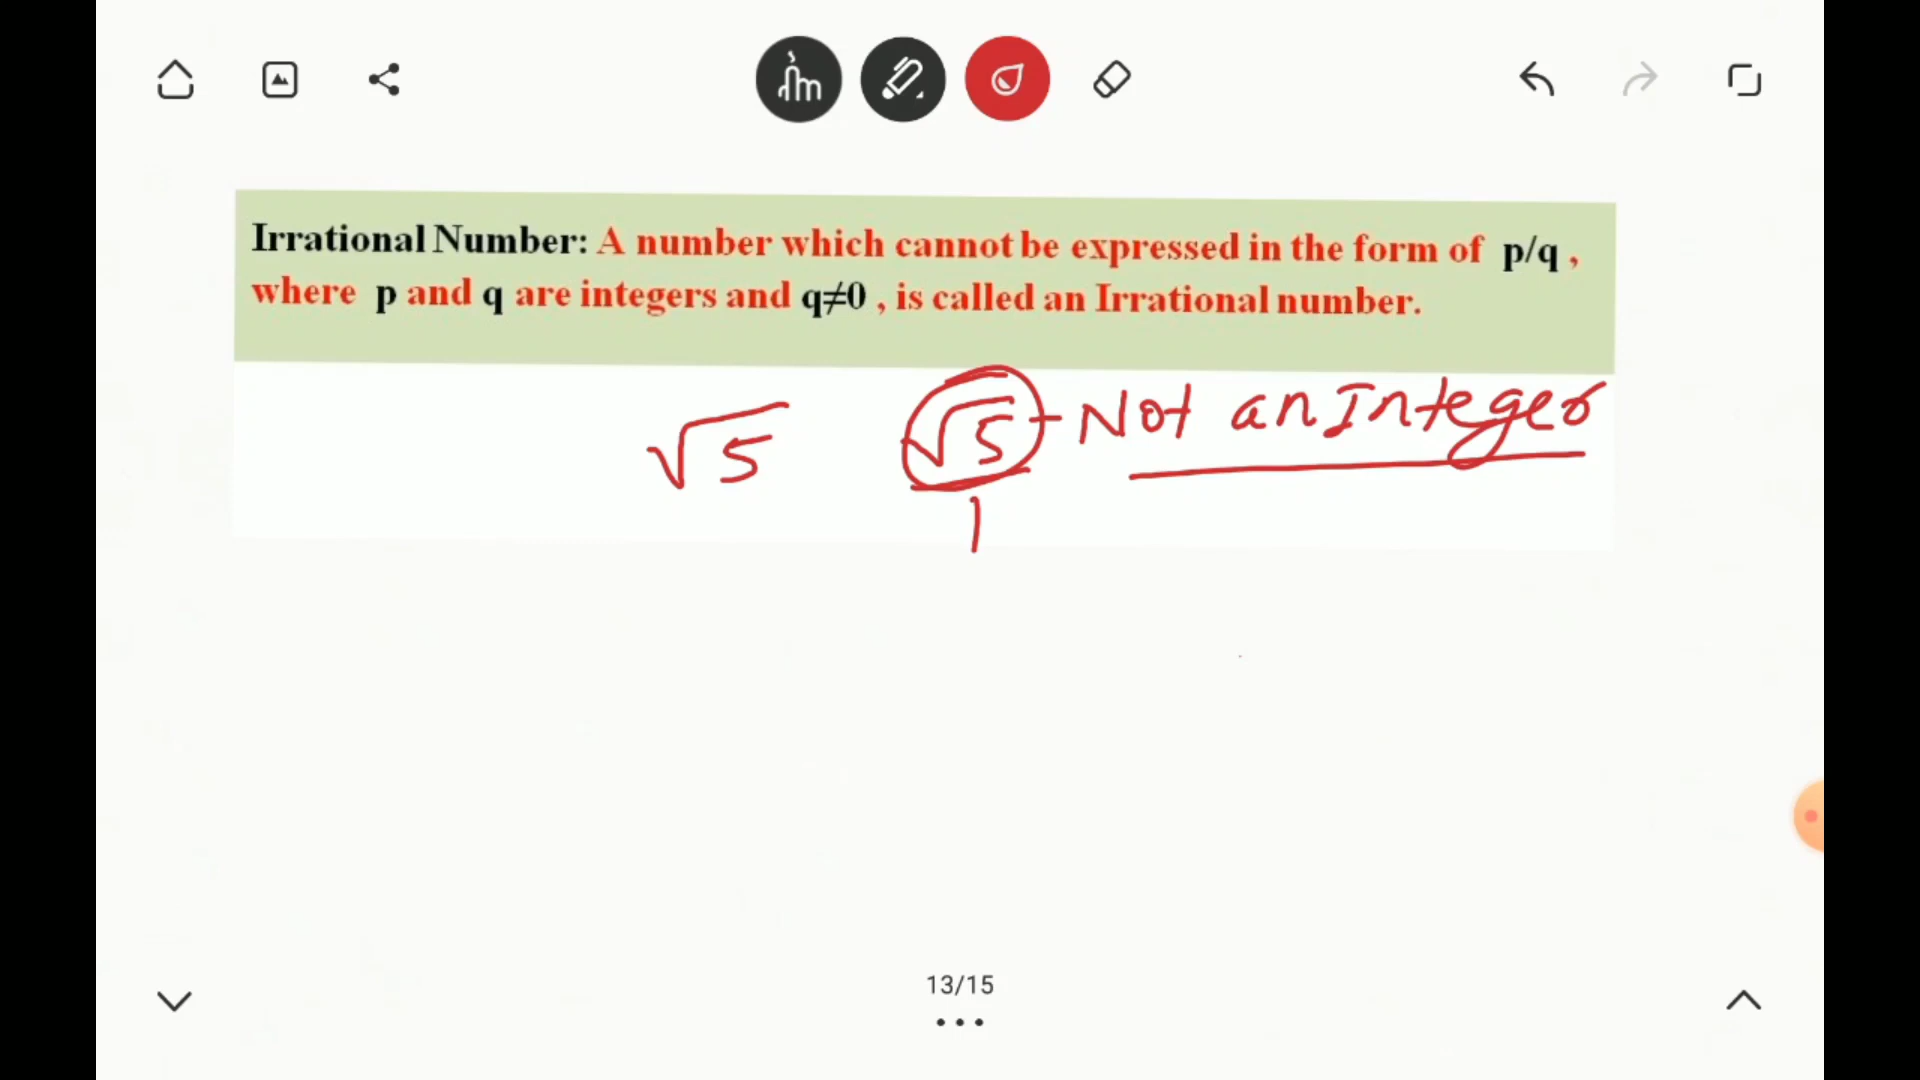 Irrational Number: A number which cannot be expressed in the form of p/q ,
where p and q are integers and q≠0 , is called an Irrational number.
√5 √5 - Not an Integer
1
13/15